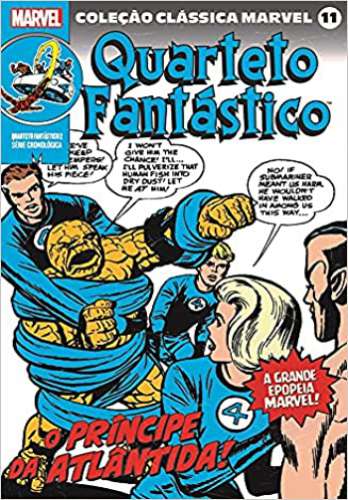 MARVEL
COLEÇÃO CLÁSSICA MARVEL 11
QUARTETO FANTÁSTICO 2
SÉRIE CRONOLÓGICA
Quarteto
Fantástico
LET HIM SPEAK
HIS PIECE!
I WON'T
GIVE HIM THE
CHANCE! I'LL...
I'LL PULVERIZE THAT
HUMAN FISH INTO
DRY DUST! LET
ME AT HIM!
NO! IF
SUBMARINER
MEANT US HARM,
HE WOULDN'T
HAVE WALKED
IN AMONG US
THIS WAY...
4
A GRANDE
EPOPEIA
MARVEL!
O PRÍNCIPE
DA ATLÂNTIDA!